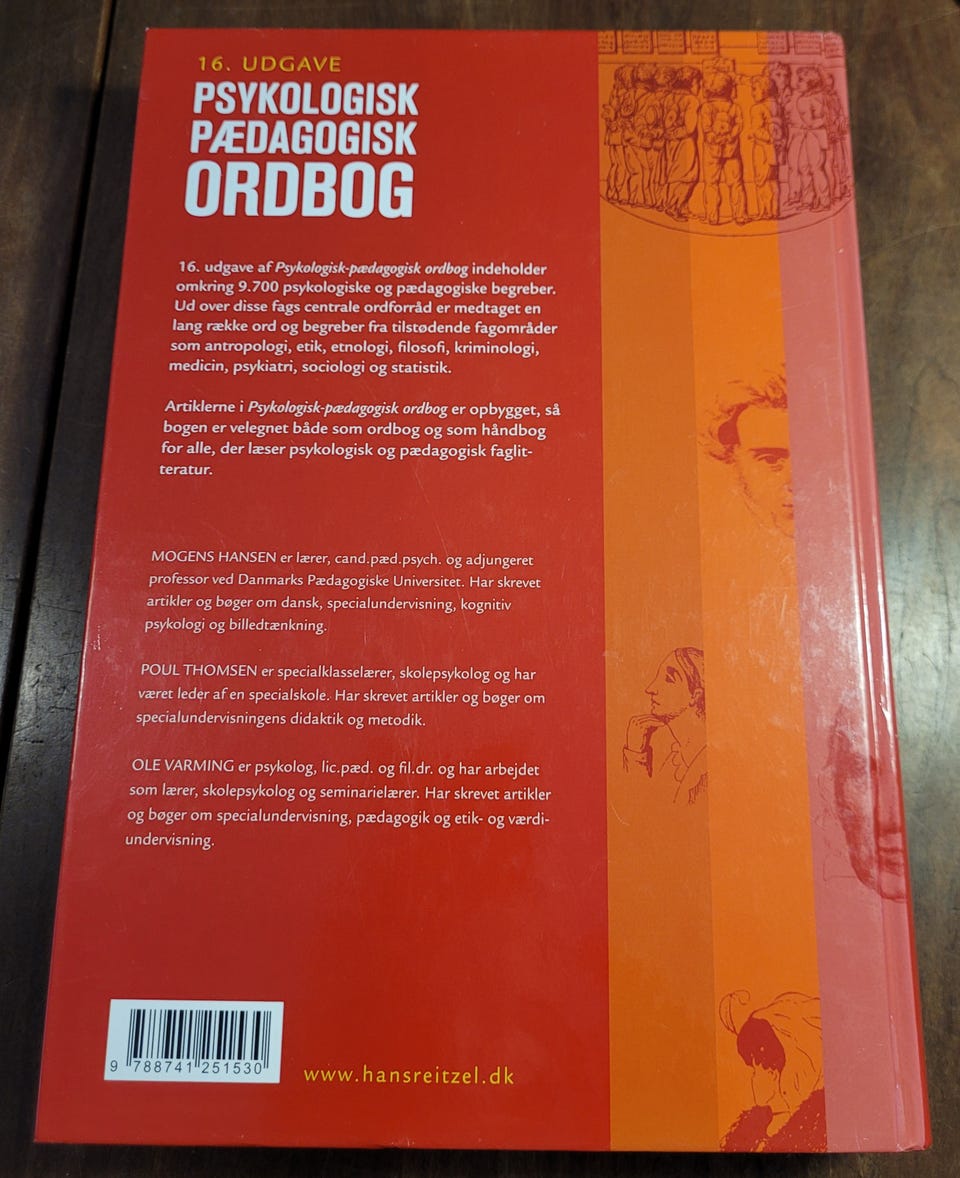 16. UDGAVE
PSYKOLOGISK
PÆDAGOGISK
ORDBOG
16. udgave af Psykologisk-pædagogisk ordbog indeholder
omkring 9.700 psykologiske og pædagogiske begreber.
Ud over disse fags centrale ordforråd er medtaget en
lang række ord og begreber fra tilstødende fagområder
som antropologi, etik, etnologi, filosofi, kriminologi,
medicin, psykiatri, sociologi og statistik.
Artiklerne i Psykologisk-pædagogisk ordbog er opbygget, så
bogen er velegnet både som ordbog og som håndbog
for alle, der læser psykologisk og pædagogisk faglit-
teratur.
MOGENS HANSEN er lærer, cand.pæd.psych. og adjungeret
professor ved Danmarks Pædagogiske Universitet. Har skrevet
artikler og bøger om dansk, specialundervisning, kognitiv
psykologi og billedtænkning.
POUL THOMSEN er specialklasselærer, skolepsykolog og har
været leder af en specialskole. Har skrevet artikler og bøger om
specialundervisningens didaktik og metodik.
OLE VARMING er psykolog, lic.pæd. og fil.dr. og har arbejdet
som lærer, skolepsykolog og seminarielærer. Har skrevet artikler
og bøger om specialundervisning, pædagogik og etik- og værdi-
undervisning.
9 788741 251530
www.hansreitzel.dk